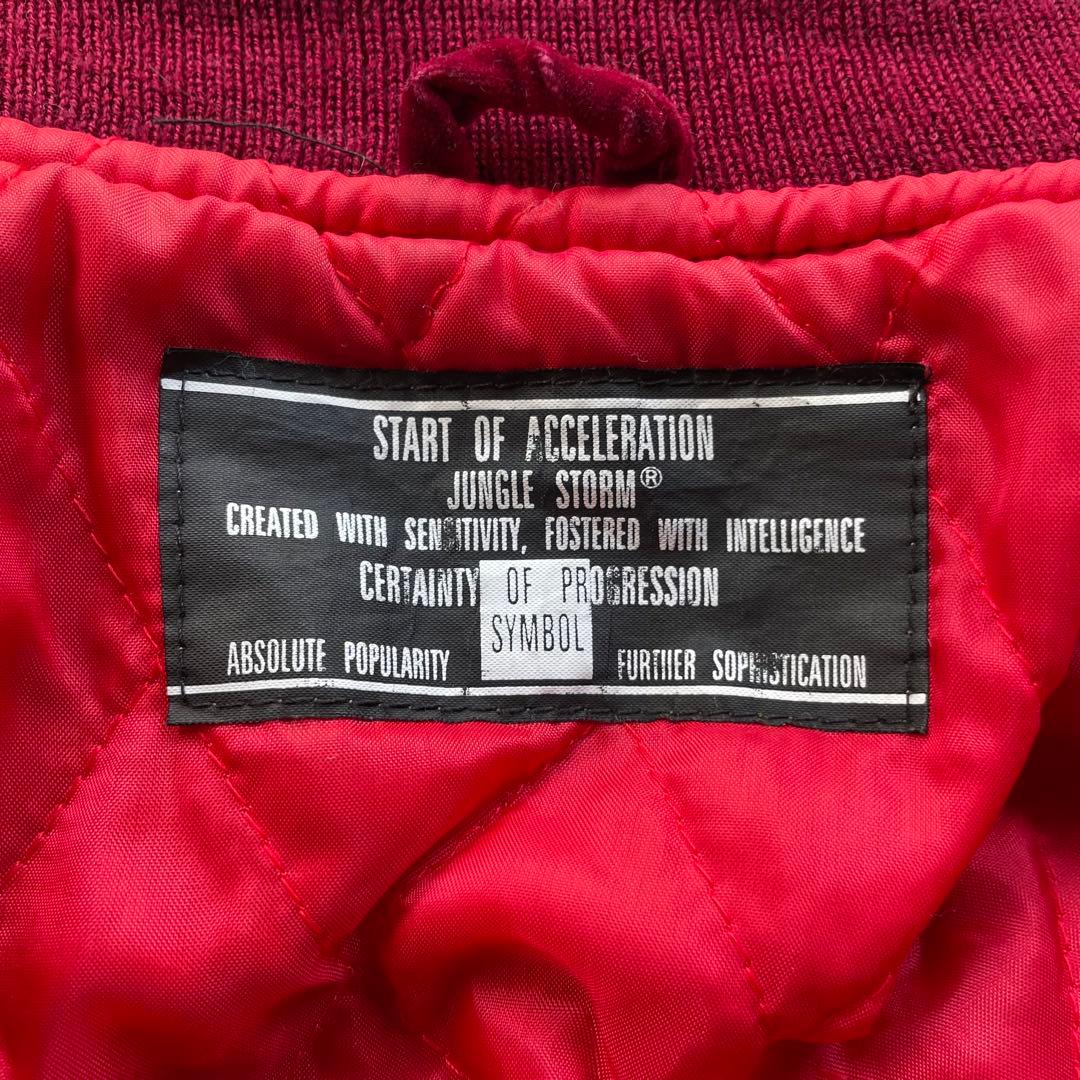 START OF ACCELERATION
JUNGLE STORM®
CREATED WITH SENSITIVITY, FOSTERED WITH INTELLIGENCE
CERTAINTY OF PROGRESSION
SYMBOL
ABSOLUTE POPULARITY FURTHER SOPHISTICATION